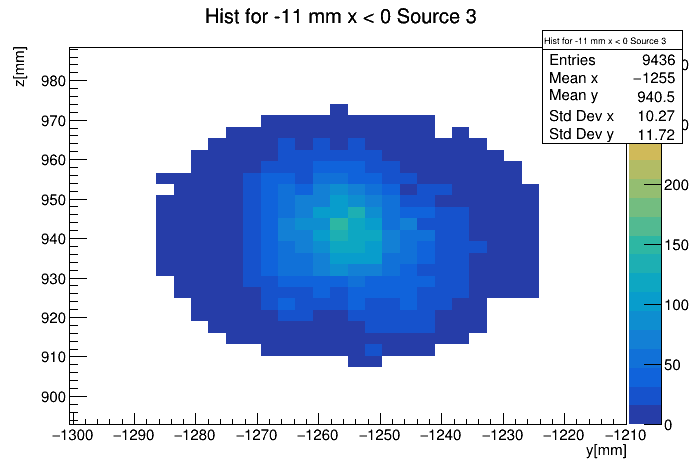 Hist for -11 mm x < 0 Source 3
z[mm]
Hist for -11 mm x < 0 Source 3
Entries 9436
Mean x −1255
Mean y 940.5
Std Dev x 10.27
Std Dev y 11.72
980
970
960
950
940
930
920
910
900
200
150
100
50
0
−1300 −1290 −1280 −1270 −1260 −1250 −1240 −1230 −1220 −1210
y[mm]